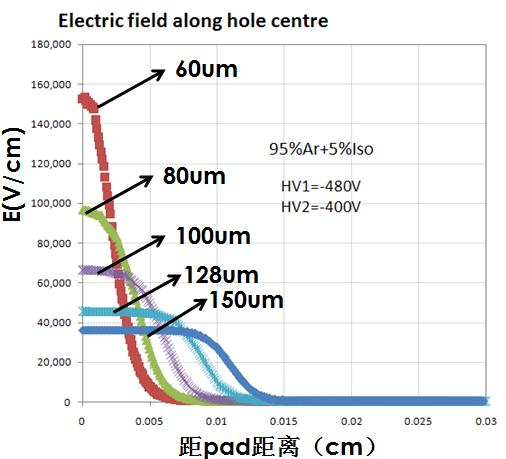 Electric field along hole centre
E(V/cm)
180,000
160,000
140,000
120,000
100,000
80,000
60,000
40,000
20,000
0
60um
80um
100um
128um
150um
95%Ar+5%Iso
HV1=-480V
HV2=-400V
0 0.005 0.01 0.015 0.02 0.025 0.03
距pad距离（cm）